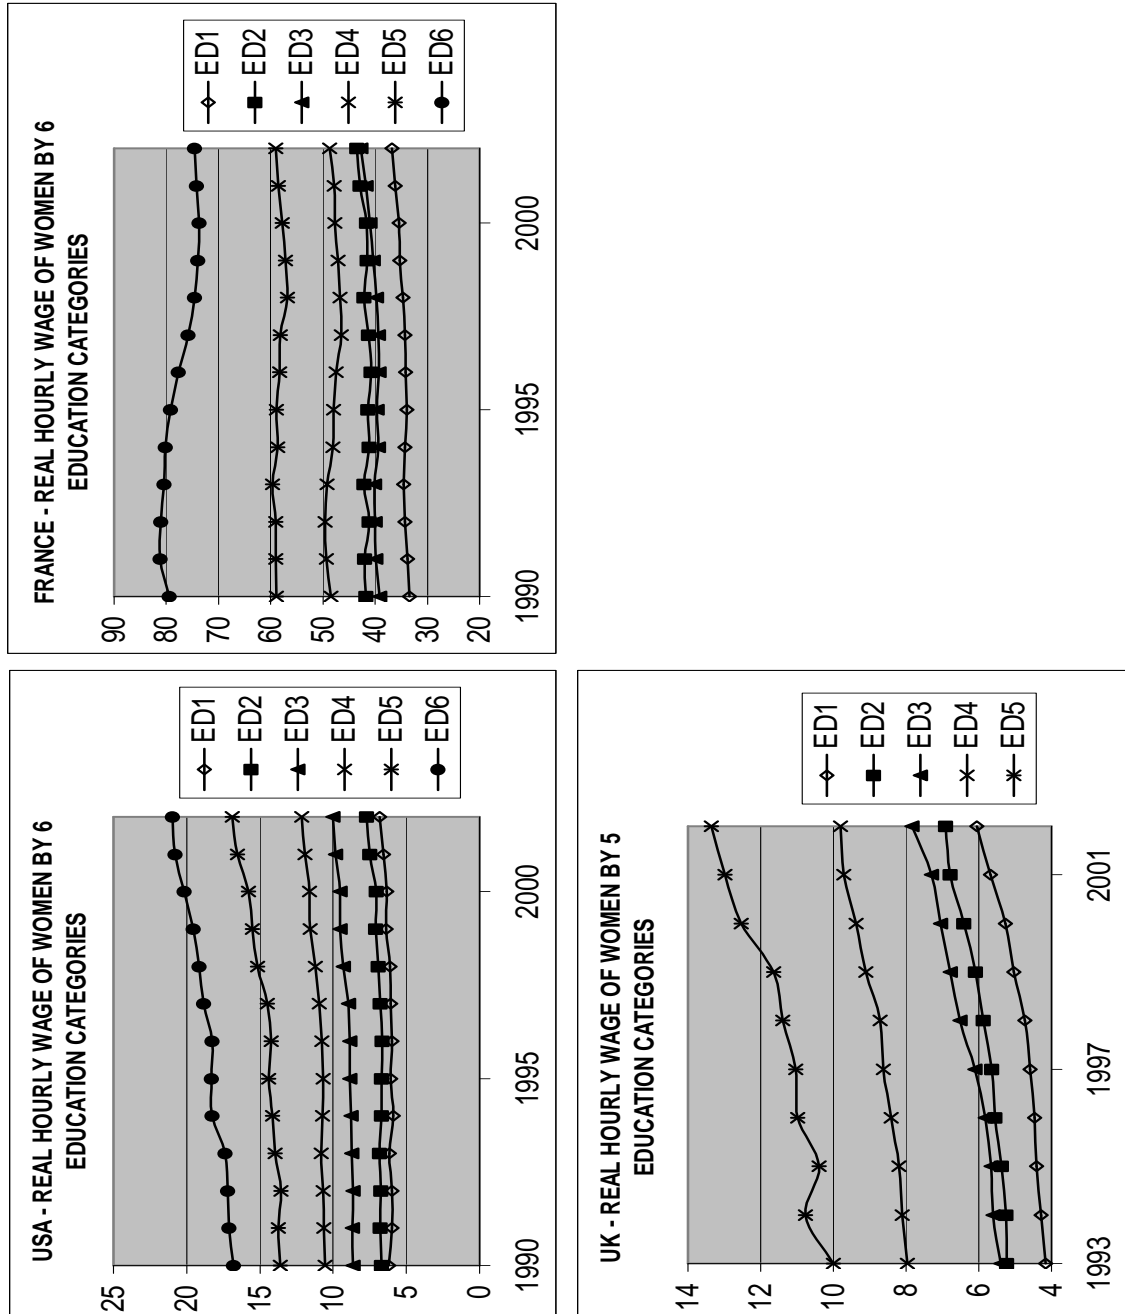 USA - REAL HOURLY WAGE OF WOMEN BY 6
EDUCATION CATEGORIES
25
20
15
10
5
0
1990
1995
2000
ED1
ED2
ED3
ED4
ED5
ED6
FRANCE - REAL HOURLY WAGE OF WOMEN BY 6
EDUCATION CATEGORIES
90
80
70
60
50
40
30
20
1990
1995
2000
ED1
ED2
ED3
ED4
ED5
ED6
UK - REAL HOURLY WAGE OF WOMEN BY 5
EDUCATION CATEGORIES
14
12
10
8
6
4
1993
1997
2001
ED1
ED2
ED3
ED4
ED5